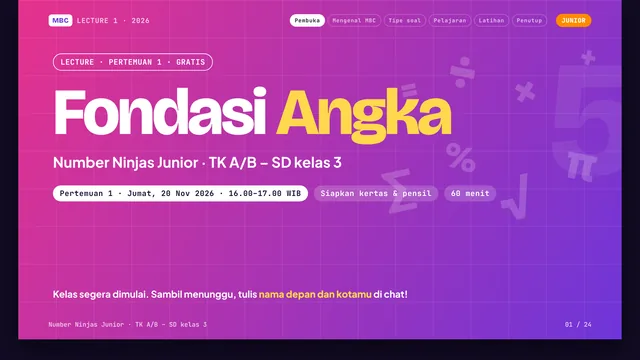 MBC LECTURE 1 · 2026
Pembuka Mengenal MBC Tips soal Pelajaran Latihan Penutup JUNIOR
LECTURE · PERTEMUAN 1 · GRATIS
Fondasi Angka
Number Ninjas Junior · TK A/B – SD kelas 3
Pertemuan 1 · Jumat, 20 Nov 2026 · 16.00–17.00 WIB
Siapkan kertas & pensil
60 menit
÷ = × + 5 % π Σ √
Kelas segera dimulai. Sambil menunggu, tulis nama depan dan kotamu di chat!
Number Ninjas Junior · TK A/B – SD kelas 3
01 / 24